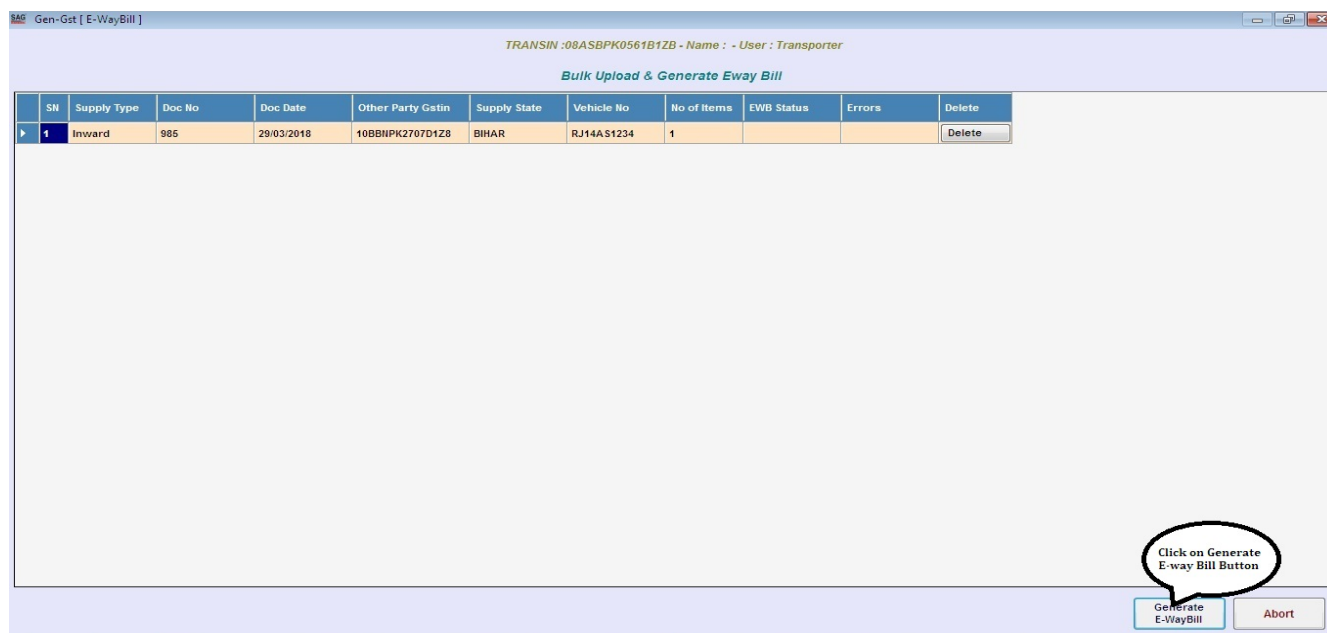 SAG Gen-Gst [ E-WayBill ]
TRANSIN :08ASBPK0561B1ZB - Name : - User : Transporter
Bulk Upload & Generate Eway Bill
SN Supply Type Doc No Doc Date Other Party Gstin Supply State Vehicle No No of Items EWB Status Errors Delete
1 Inward 985 29/03/2018 10BBNPK2707D1Z8 BIHAR RJ14AS1234 1 Delete
Click on Generate
E-way Bill Button
Generate
E-WayBill
Abort